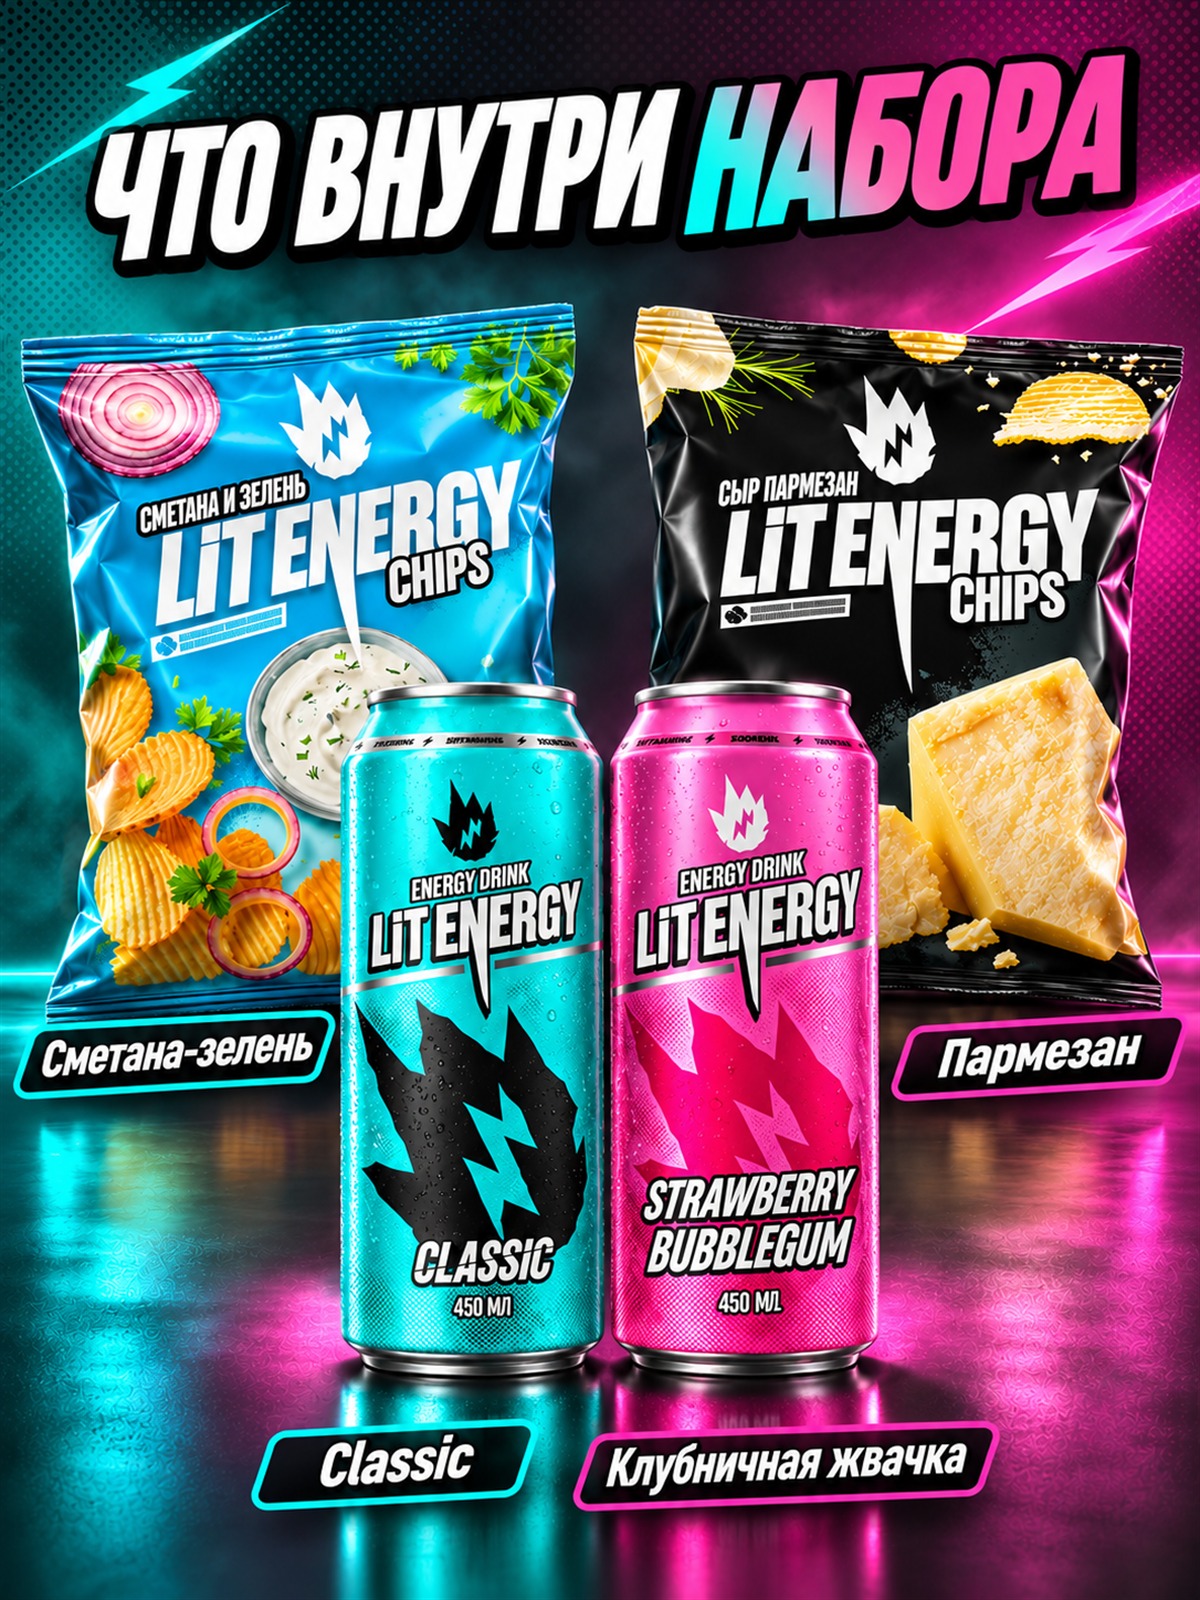 ЧТО ВНУТРИ НАБОРА
СМЕТАНА И ЗЕЛЕНЬ
LiT ENERGY
CHIPS
СЫР ПАРМЕЗАН
LiT ENERGY
CHIPS
ENERGY DRINK
LiT ENERGY
CLASSIC
450 МЛ
ENERGY DRINK
LiT ENERGY
STRAWBERRY
BUBBLEGUM
450 МЛ
Сметана-зелень
Пармезан
Classic
Клубничная жвачка